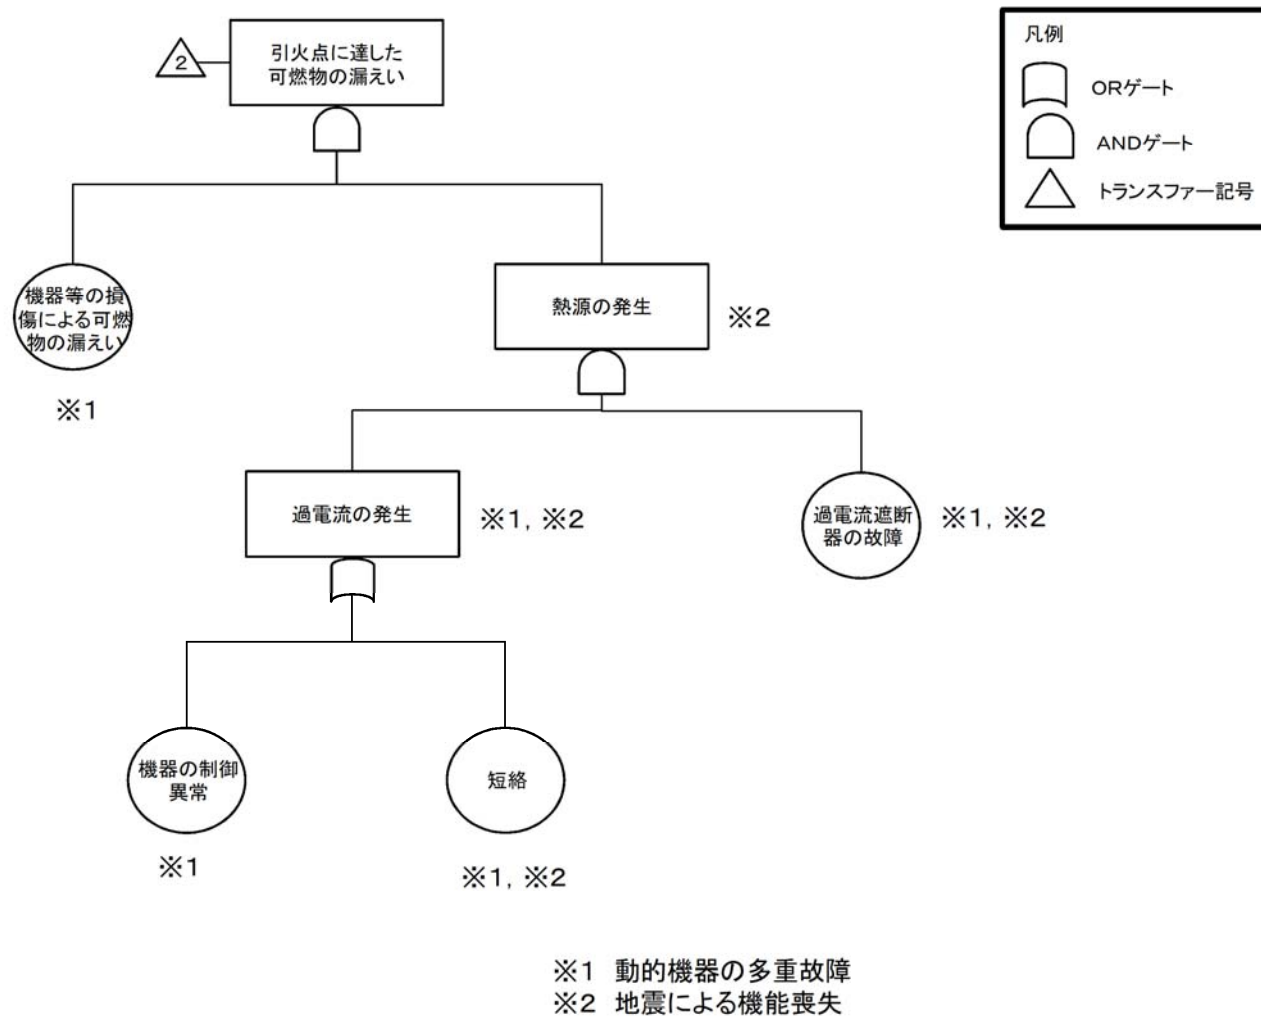 2
引火点に達した
可燃物の漏えい
凡例
ORゲート
ANDゲート
トランスファー記号
機器等の損
傷による可燃
物の漏えい
※1
熱源の発生
※2
過電流の発生
※1, ※2
過電流遮断
器の故障
※1, ※2
機器の制御
異常
※1
短絡
※1, ※2
※1 動的機器の多重故障
※2 地震による機能喪失